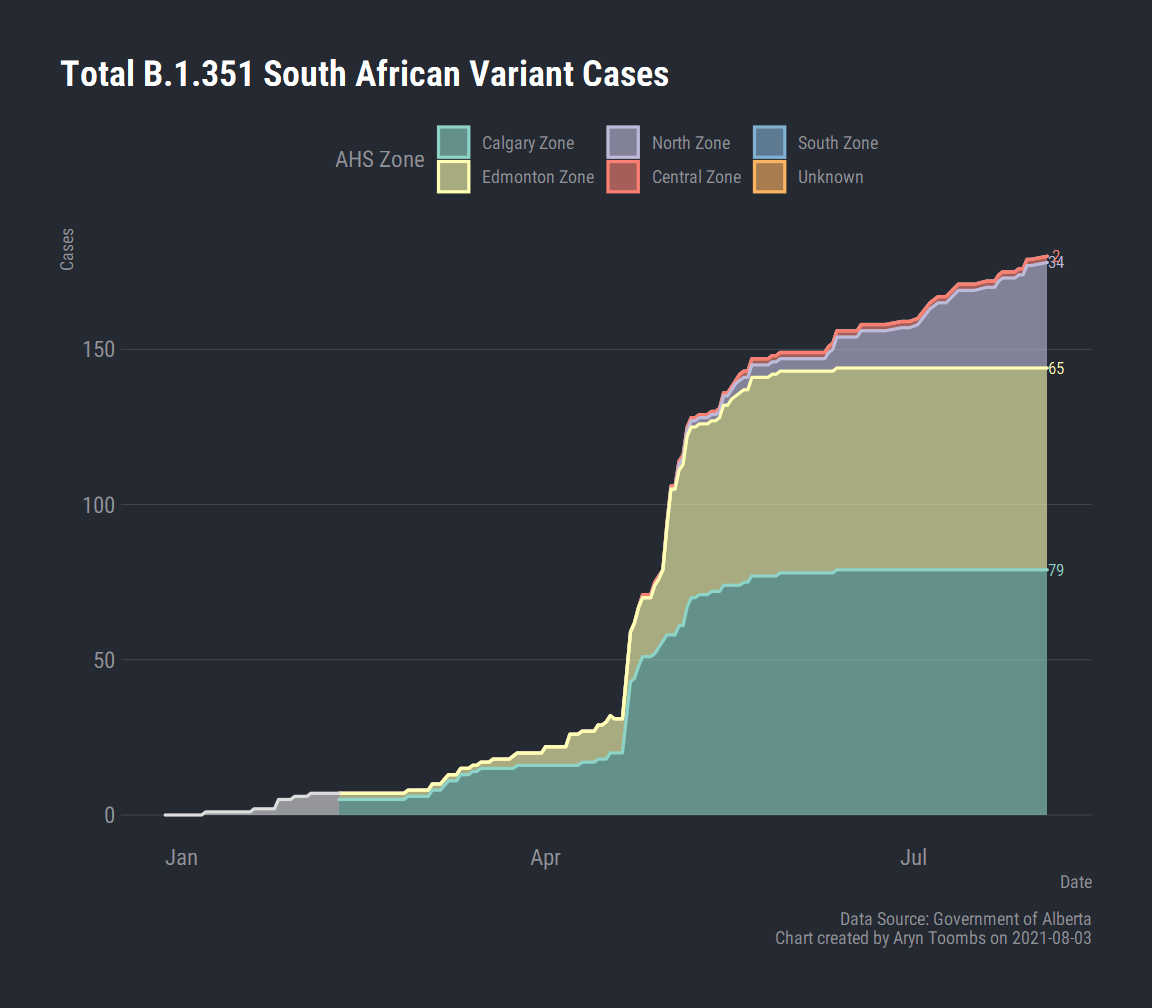 Total B.1.351 South African Variant Cases
AHS Zone
Calgary Zone North Zone South Zone
Edmonton Zone Central Zone Unknown
Cases
2
34
150
65
100
79
50
0
Jan Apr Jul
Date
Data Source: Government of Alberta
Chart created by Aryn Toombs on 2021-08-03